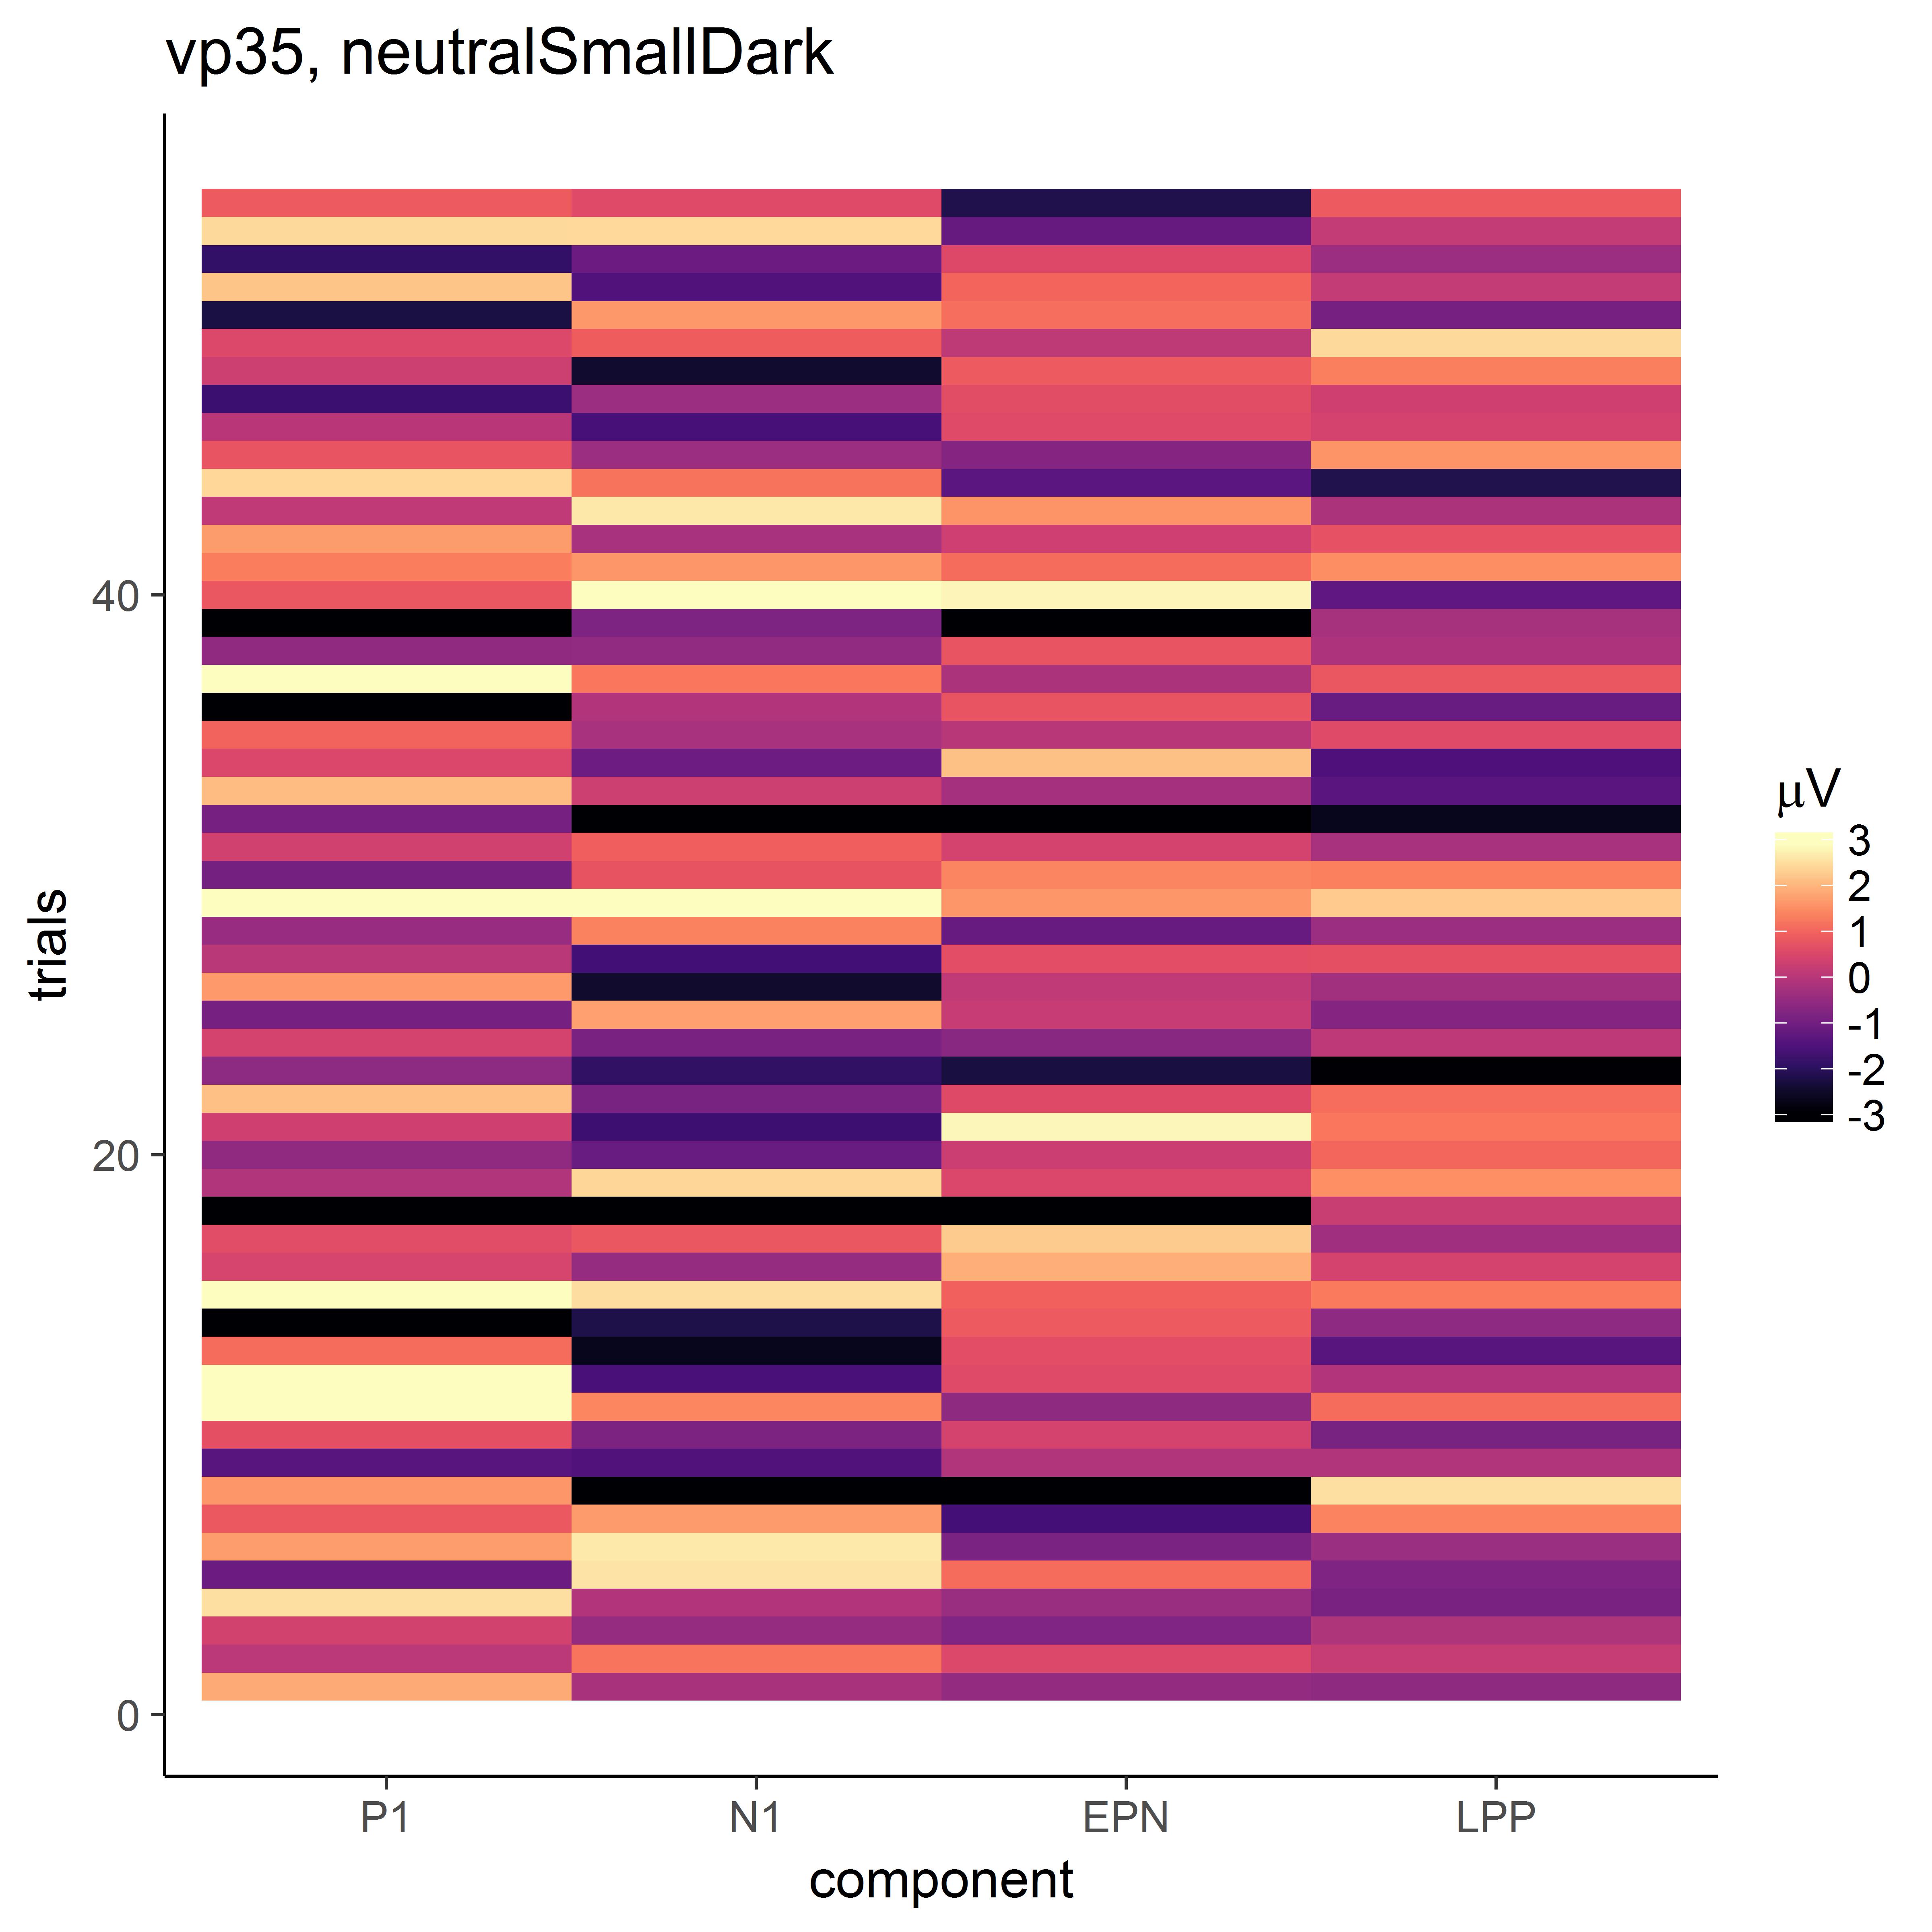 vp35, neutralSmallDark
trials
40
20
0
P1
N1
EPN
LPP
component
μV
3
2
1
0
-1
-2
-3